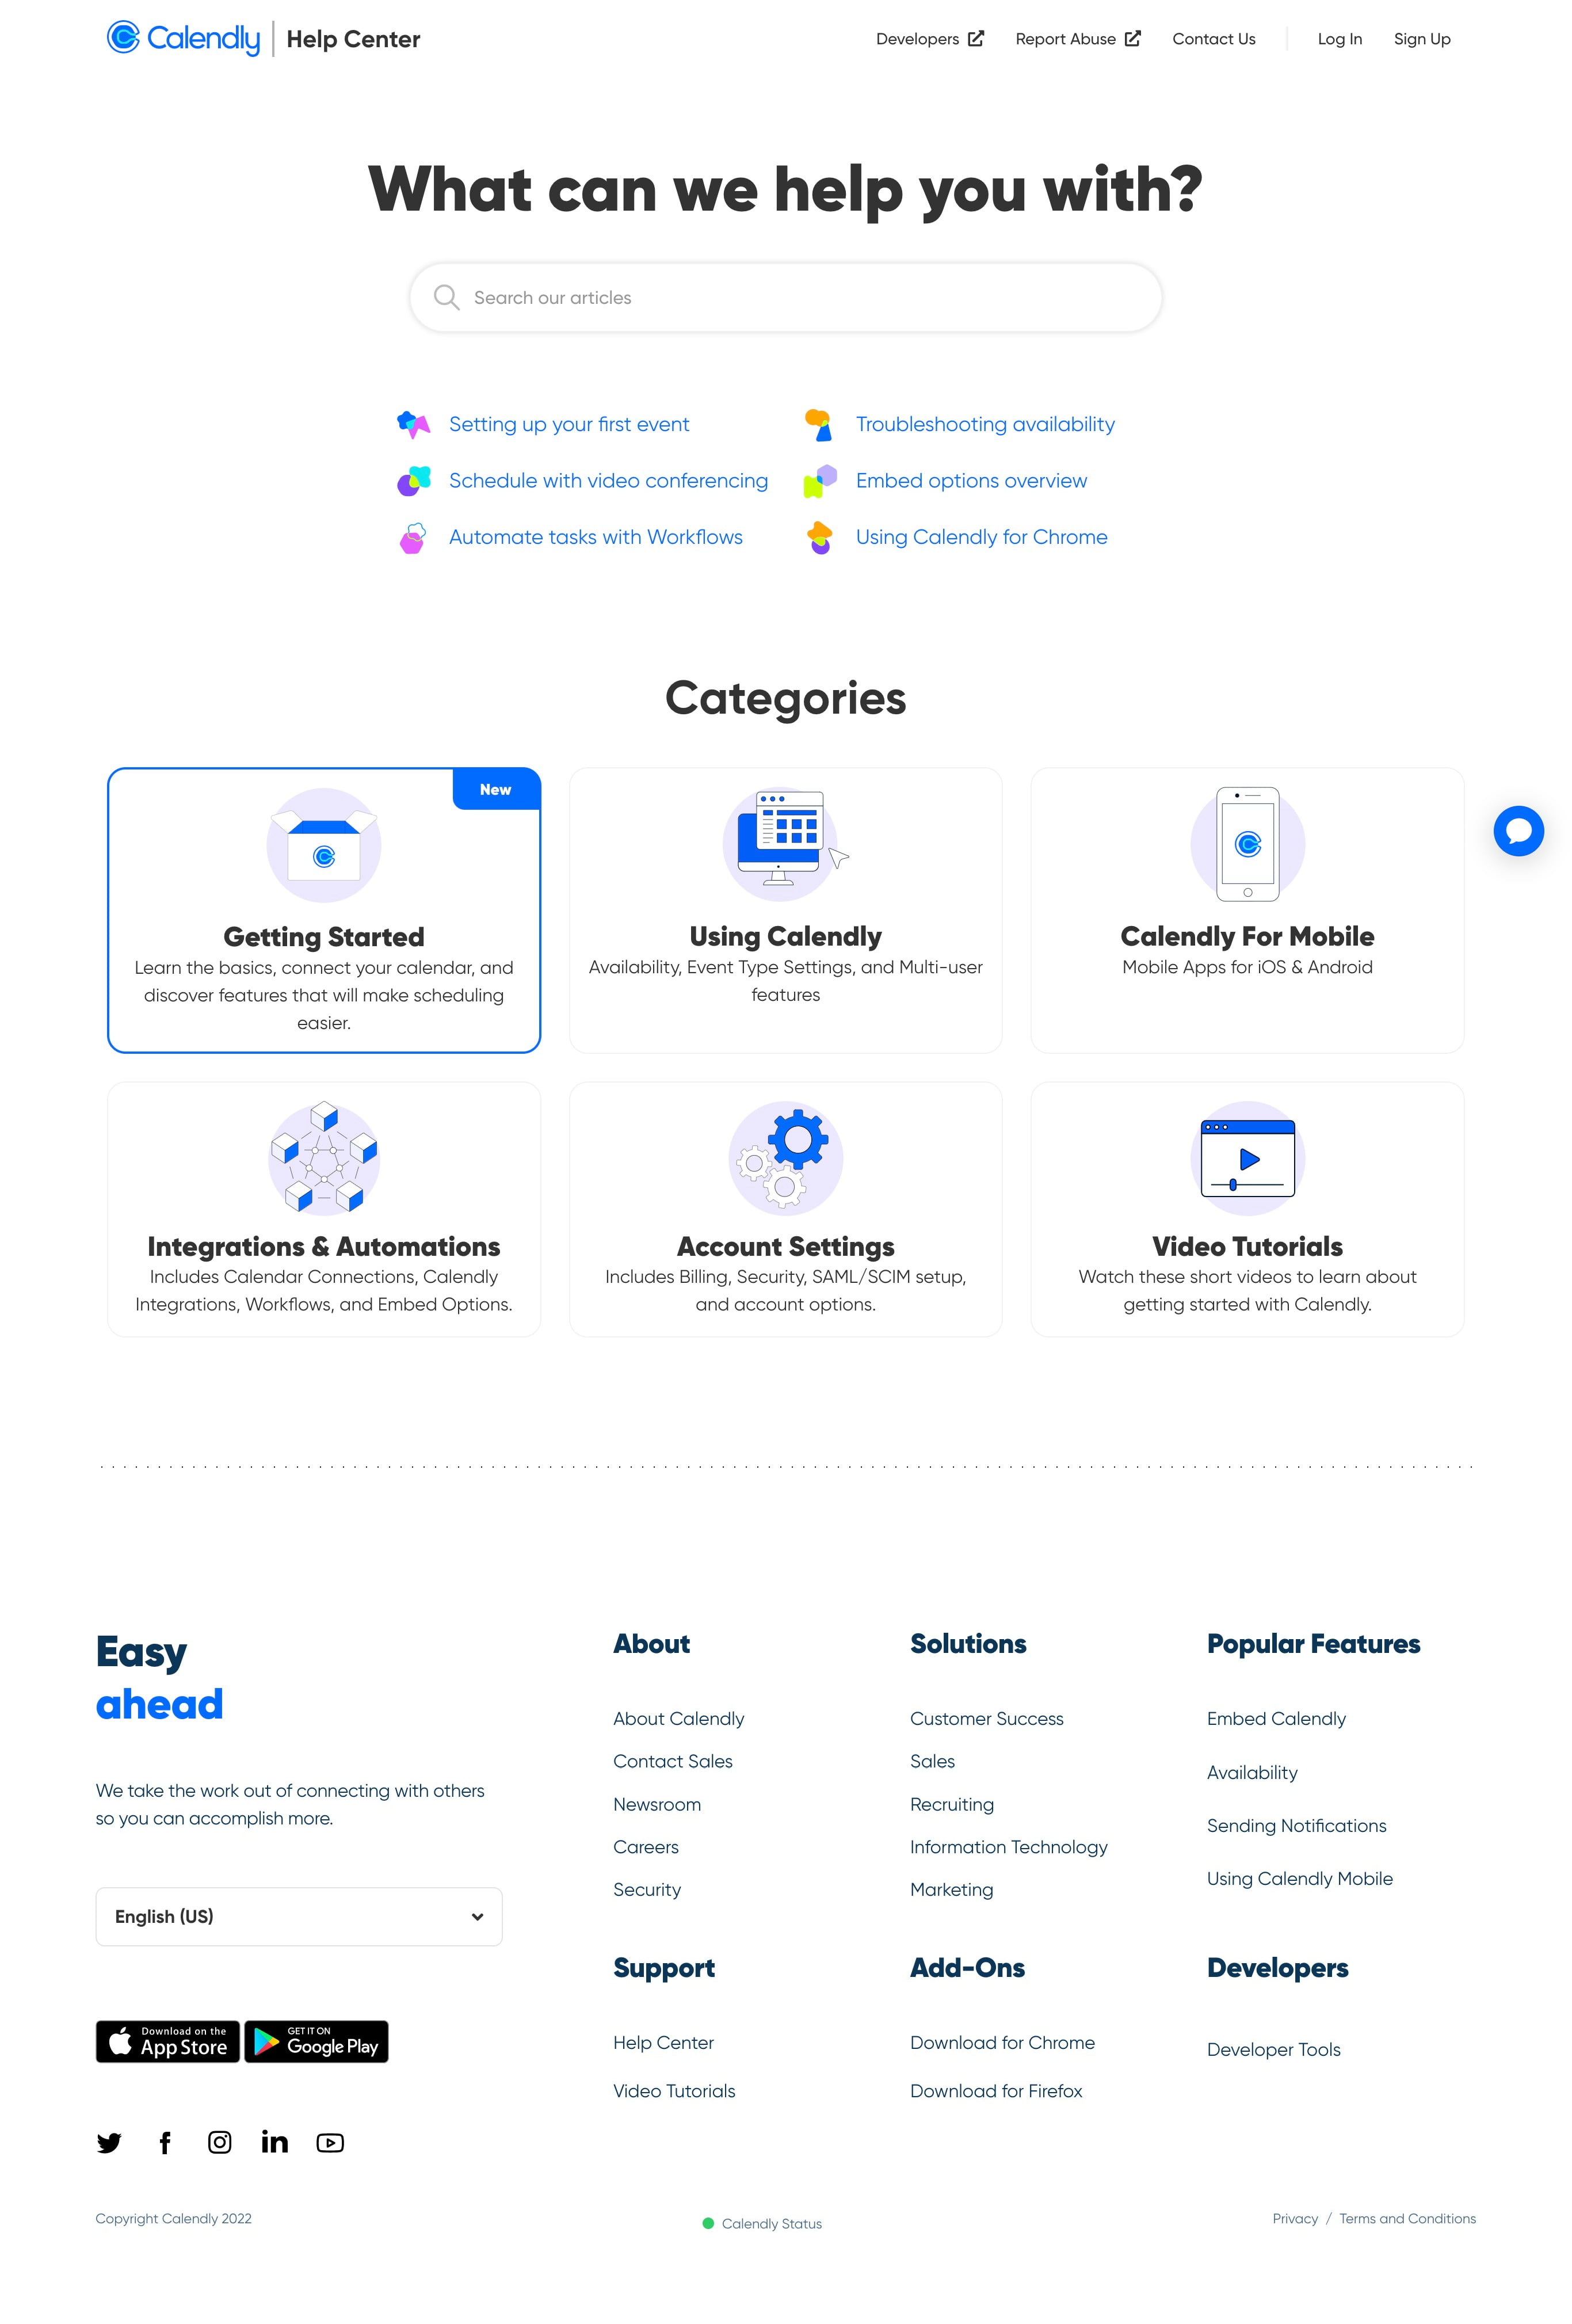 Calendly
Help Center
Developers
Report Abuse
Contact Us
Log In
Sign Up
What can we help you with?
Search our articles
Setting up your first event
Troubleshooting availability
Schedule with video conferencing
Embed options overview
Automate tasks with Workflows
Using Calendly for Chrome
Categories
New
Getting Started
Learn the basics, connect your calendar, and
discover features that will make scheduling
easier.
Using Calendly
Availability, Event Type Settings, and Multi-user
features
Calendly For Mobile
Mobile Apps for iOS & Android
Integrations & Automations
Includes Calendar Connections, Calendly
Integrations, Workflows, and Embed Options.
Account Settings
Includes Billing, Security, SAML/SCIM setup,
and account options.
Video Tutorials
Watch these short videos to learn about
getting started with Calendly.
Easy
ahead
We take the work out of connecting with others
so you can accomplish more.
English (US)
Download on the
App Store
GET IT ON
Google Play
About
About Calendly
Contact Sales
Newsroom
Careers
Security
Solutions
Customer Success
Sales
Recruiting
Information Technology
Marketing
Popular Features
Embed Calendly
Availability
Sending Notifications
Using Calendly Mobile
Support
Help Center
Video Tutorials
Add-Ons
Download for Chrome
Download for Firefox
Developers
Developer Tools
Copyright Calendly 2022
Calendly Status
Privacy / Terms and Conditions